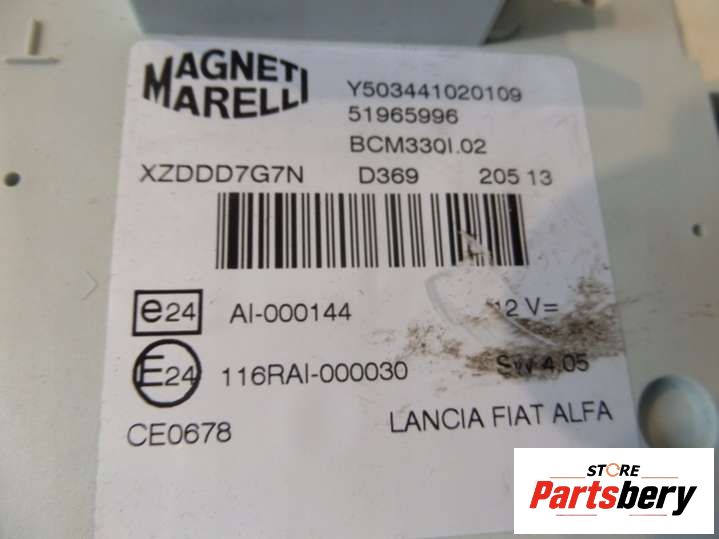 MAGNETI
MARELLI
Y503441020109
51965996
BCM330I.02
XZDDD7G7N D369 205 13
e24 AI-000144 12 V=
E24 116RAI-000030 SW 4.05
CE0678 LANCIA FIAT ALFA
STORE
Partsbery